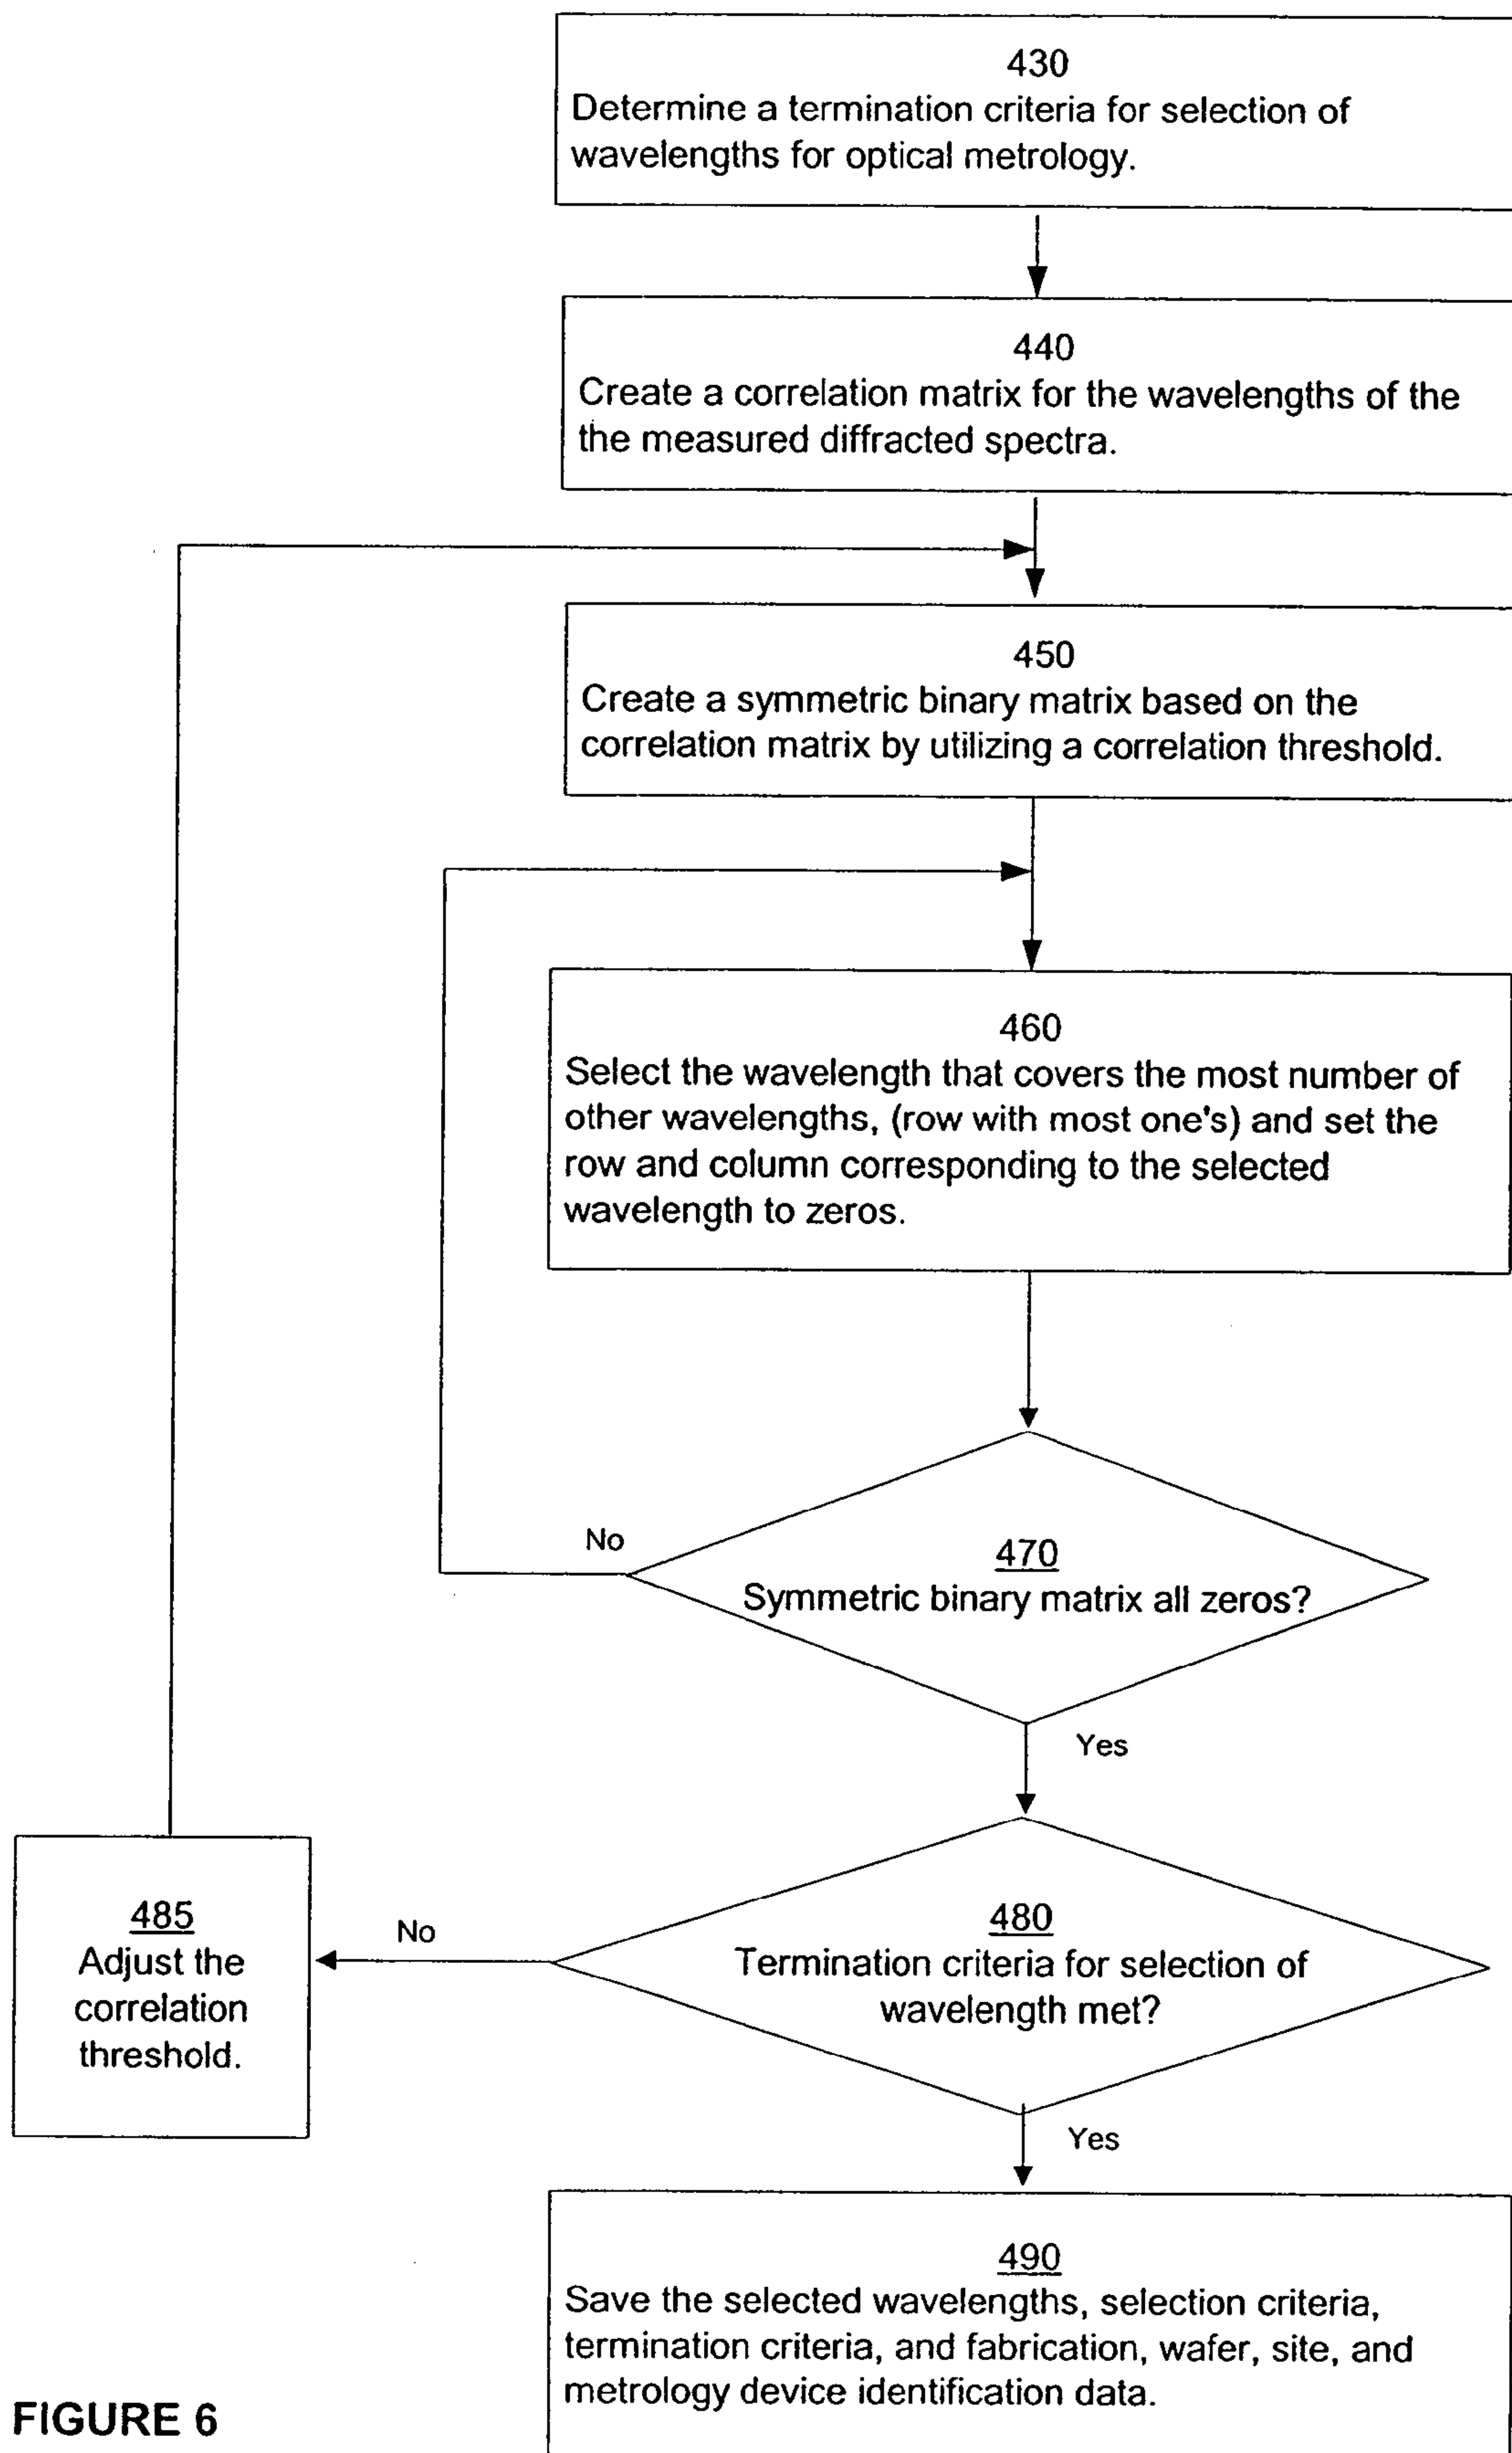 430
Determine a termination criteria for selection of
wavelengths for optical metrology.
440
Create a correlation matrix for the wavelengths of the
the measured diffracted spectra.
450
Create a symmetric binary matrix based on the
correlation matrix by utilizing a correlation threshold.
460
Select the wavelength that covers the most number of
other wavelengths, (row with most one's) and set the
row and column corresponding to the selected
wavelength to zeros.
No
470
Symmetric binary matrix all zeros?
Yes
485
Adjust the
correlation
threshold.
No
480
Termination criteria for selection of
wavelength met?
Yes
490
Save the selected wavelengths, selection criteria,
termination criteria, and fabrication, wafer, site, and
metrology device identification data.
FIGURE 6